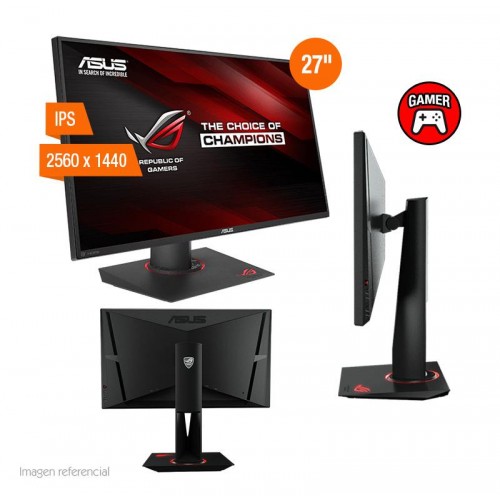 ASUS
IN SEARCH OF INCREDIBLE
27"
GAMER
IPS
2560 x 1440
THE CHOICE OF
CHAMPIONS
REPUBLIC OF
GAMERS
ASUS
ASUS
Imagen referencial